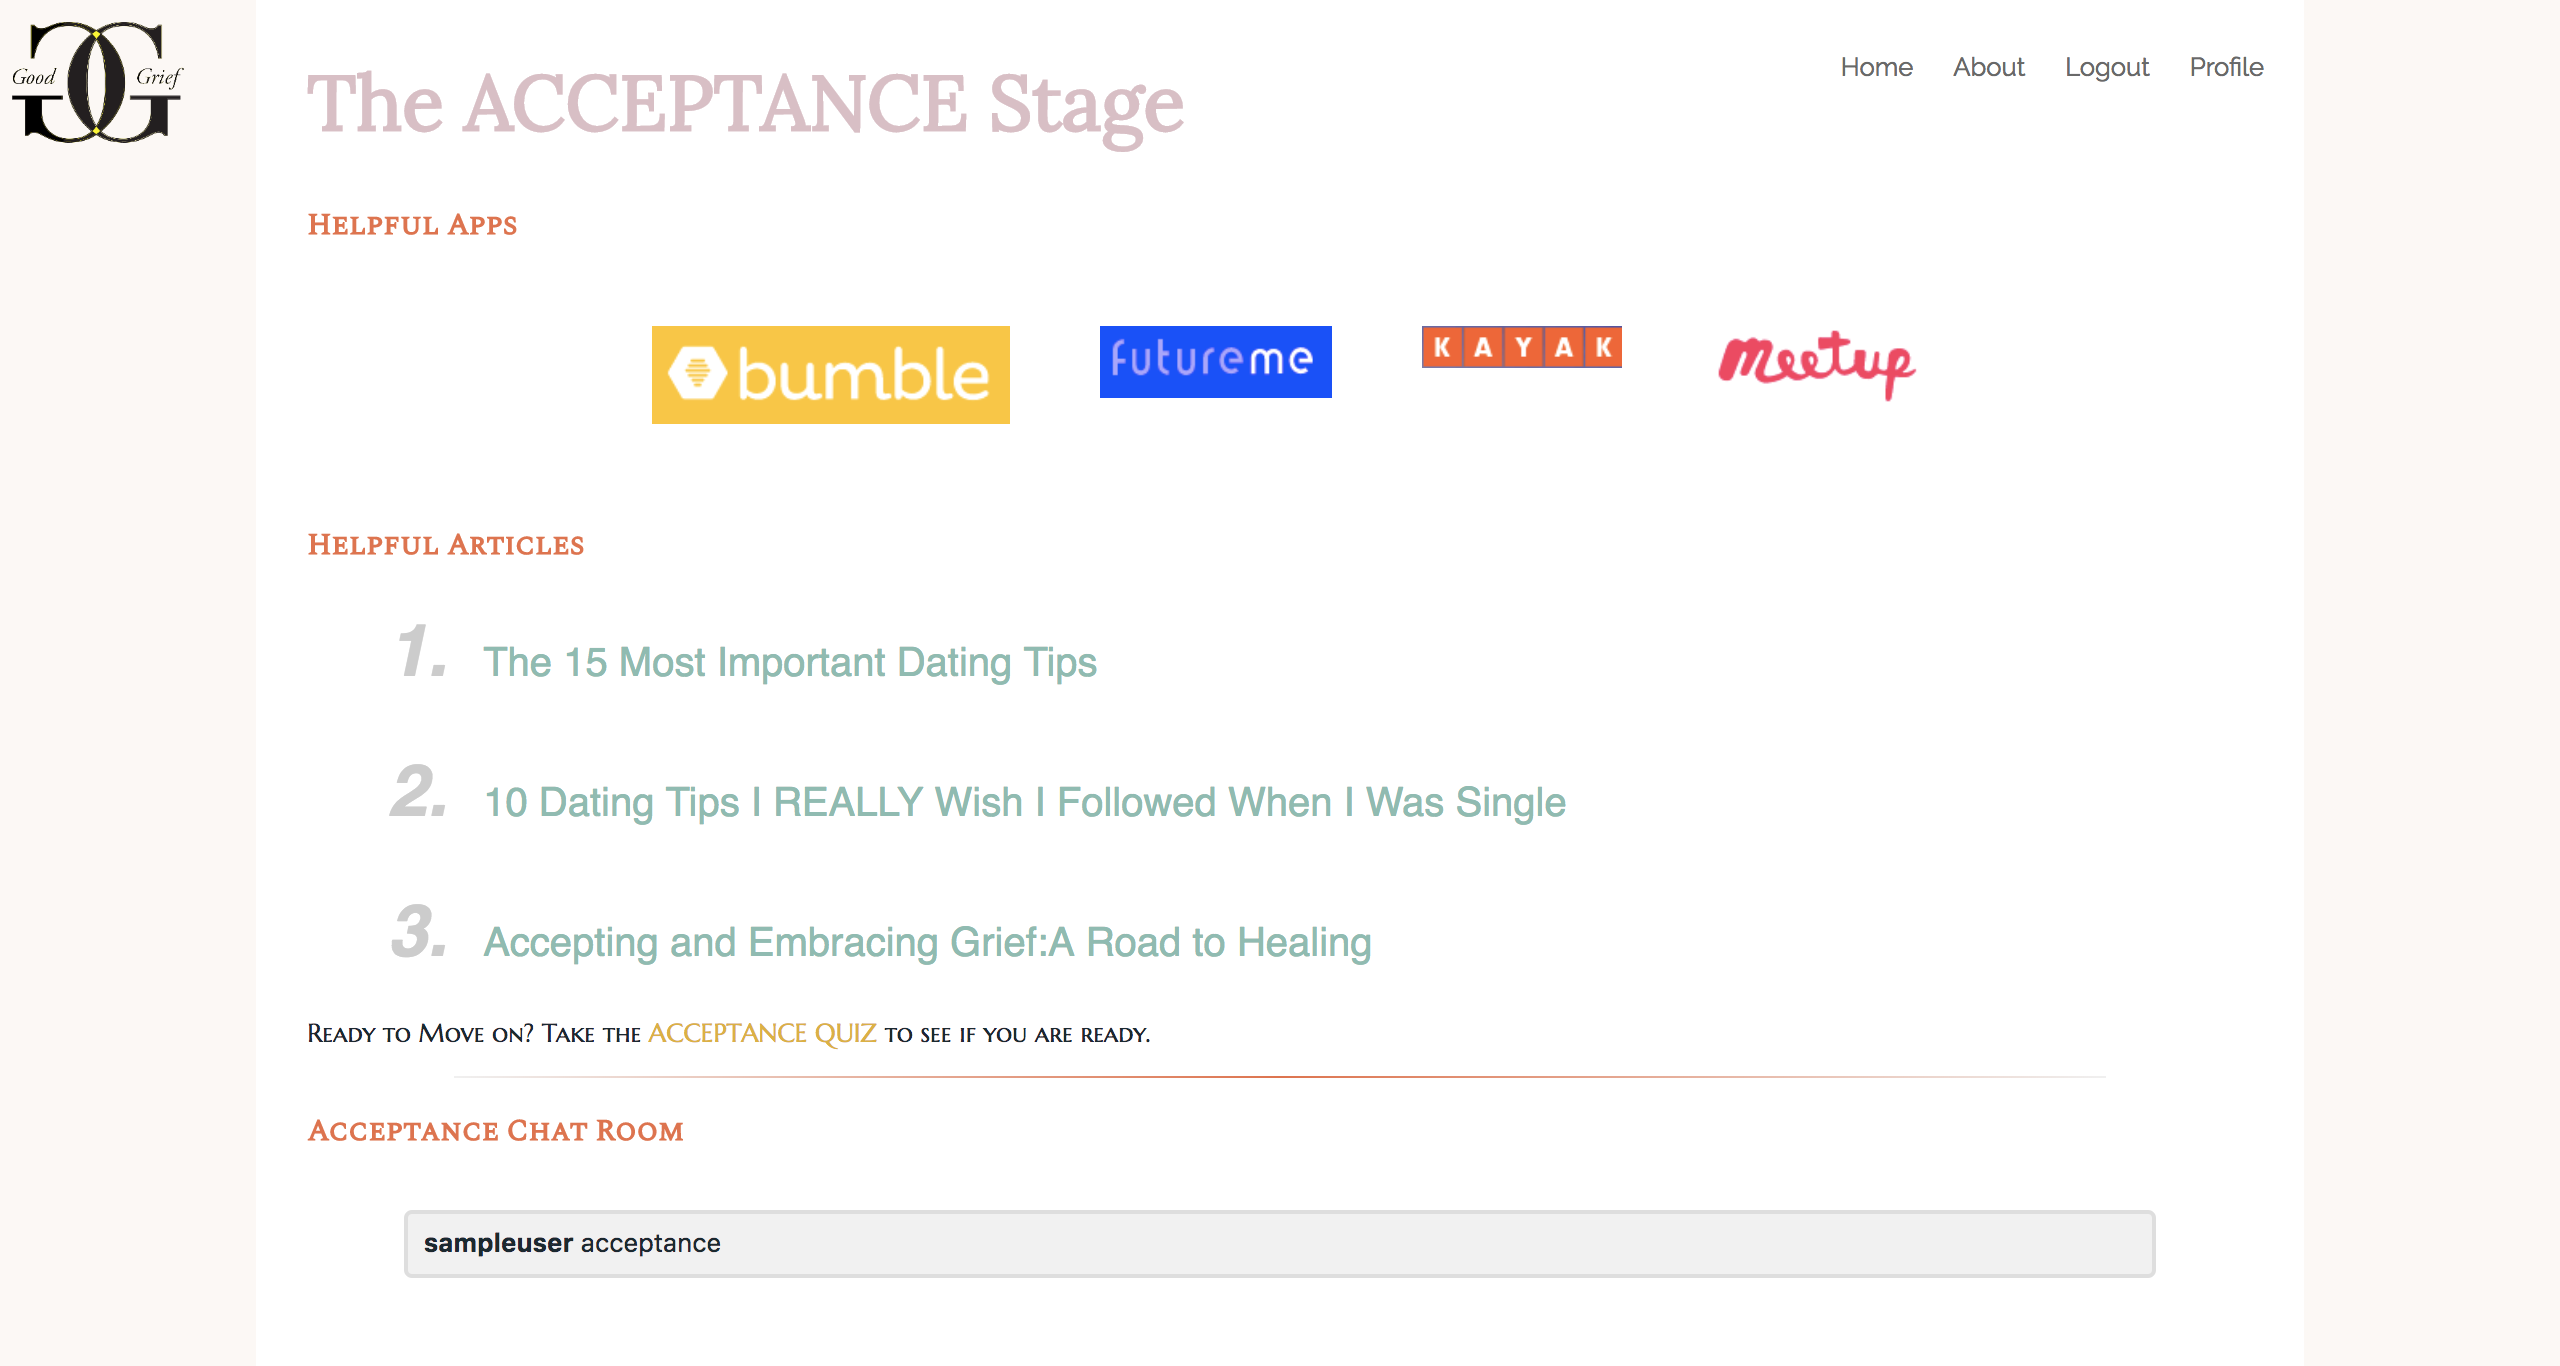 Good Grief
Home About Logout Profile
The ACCEPTANCE Stage
Helpful Apps
bumble futureme KAYAK meetup
Helpful Articles
1. The 15 Most Important Dating Tips
2. 10 Dating Tips I REALLY Wish I Followed When I Was Single
3. Accepting and Embracing Grief:A Road to Healing
Ready to Move on? Take the ACCEPTANCE QUIZ to see if you are ready.
Acceptance Chat Room
sampleuser acceptance